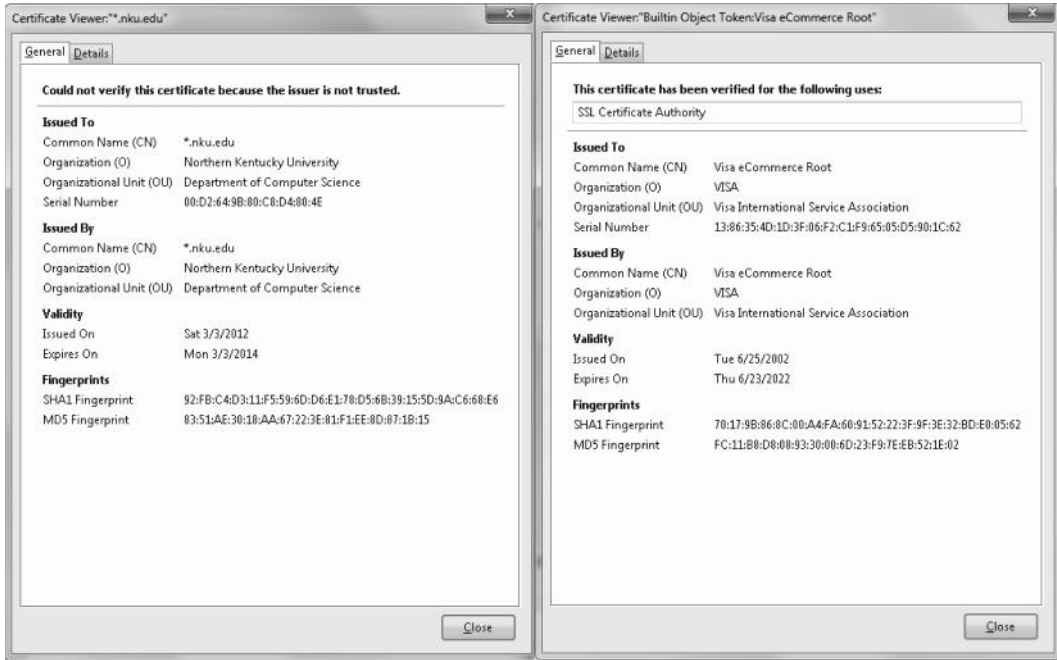 Certificate Viewer:"*.nku.edu"
General Details
Could not verify this certificate because the issuer is not trusted.
Issued To
Common Name (CN) *.nku.edu
Organization (O) Northern Kentucky University
Organizational Unit (OU) Department of Computer Science
Serial Number 00:D2:64:9B:80:C8:D4:80:4E
Issued By
Common Name (CN) *.nku.edu
Organization (O) Northern Kentucky University
Organizational Unit (OU) Department of Computer Science
Validity
Issued On Sat 3/3/2012
Expires On Mon 3/3/2014
Fingerprints
SHA1 Fingerprint 92:FB:C4:D3:11:F5:59:6D:D6:E1:78:D5:6B:39:15:5D:9A:C6:68:E6
MD5 Fingerprint 83:51:AE:30:18:AA:67:22:3E:81:F1:EE:8D:87:1B:15
Close
Certificate Viewer:"Builtin Object Token:Visa eCommerce Root"
General Details
This certificate has been verified for the following uses:
SSL Certificate Authority
Issued To
Common Name (CN) Visa eCommerce Root
Organization (O) VISA
Organizational Unit (OU) Visa International Service Association
Serial Number 13:86:35:4D:1D:3F:06:F2:C1:F9:65:05:D5:90:1C:62
Issued By
Common Name (CN) Visa eCommerce Root
Organization (O) VISA
Organizational Unit (OU) Visa International Service Association
Validity
Issued On Tue 6/25/2002
Expires On Thu 6/23/2022
Fingerprints
SHA1 Fingerprint 70:17:9B:86:8C:00:A4:FA:60:91:52:22:3F:9F:3E:32:BD:E0:05:62
MD5 Fingerprint FC:11:B8:D8:08:93:30:00:6D:23:F9:7E:EB:52:1E:02
Close